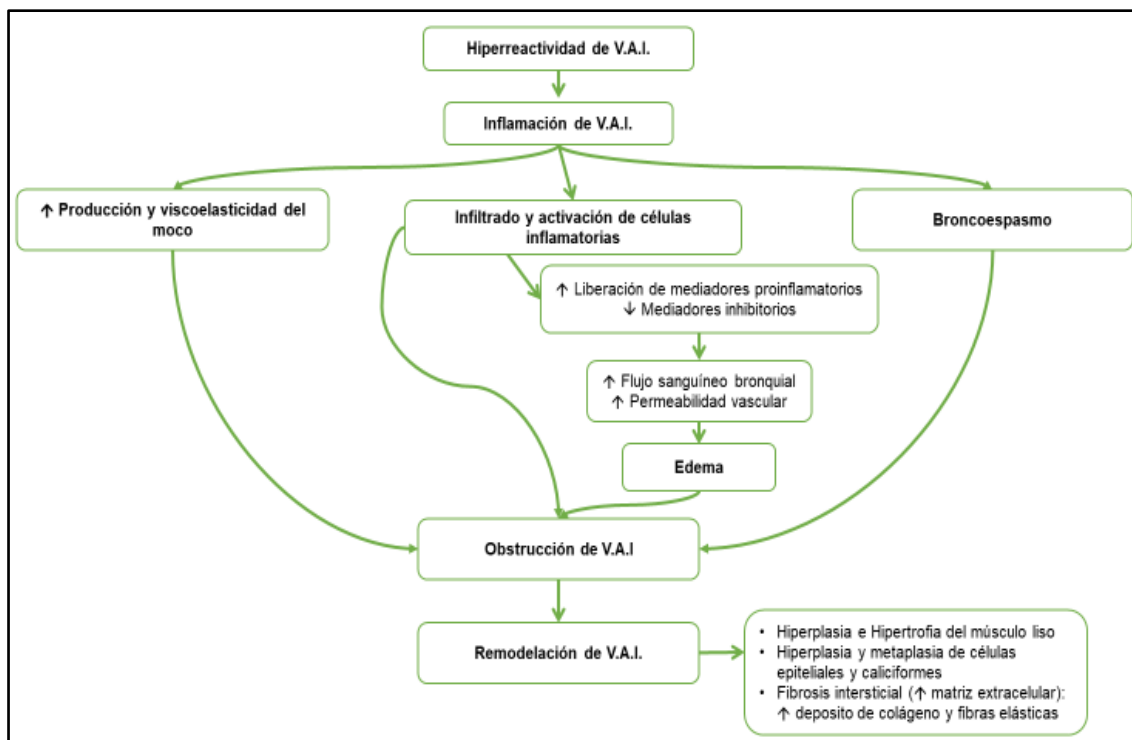 Hiperreactividad de V.A.I.
Inflamación de V.A.I.
↑ Producción y viscoelasticidad del
moco
Infiltrado y activación de células
inflamatorias
Broncoespasmo
↑ Liberación de mediadores proinflamatorios
↓ Mediadores inhibitorios
↑ Flujo sanguíneo bronquial
↑ Permeabilidad vascular
Edema
Obstrucción de V.A.I
Remodelación de V.A.I.
• Hiperplasia e Hipertrofia del músculo liso
• Hiperplasia y metaplasia de células
epiteliales y caliciformes
• Fibrosis intersticial (↑ matriz extracelular):
↑ deposito de colágeno y fibras elásticas